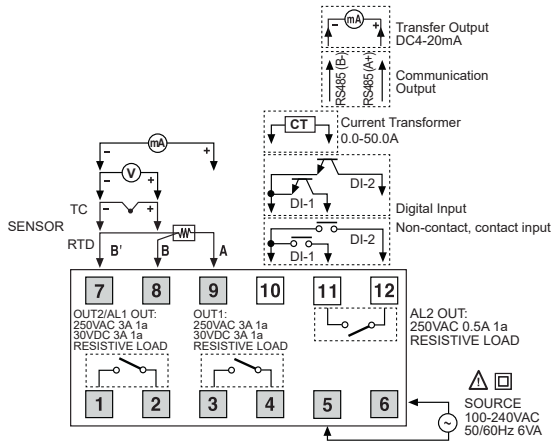 - mA +
Transfer Output
DC4-20mA
RS485(B-)
RS485(A+)
Communication
Output
CT
Current Transformer
0.0-50.0A
- mA +
- V +
TC - +
SENSOR
RTD
B'
B
A
DI-2
DI-1
Digital Input
Non-contact, contact input
DI-2
DI-1
7
8
9
10
11
12
OUT2/AL1 OUT:
250VAC 3A 1a
30VDC 3A 1a
RESISTIVE LOAD
OUT1:
250VAC 3A 1a
30VDC 3A 1a
RESISTIVE LOAD
AL2 OUT:
250VAC 0.5A 1a
RESISTIVE LOAD
1
2
3
4
5
6
SOURCE
100-240VAC
50/60Hz 6VA